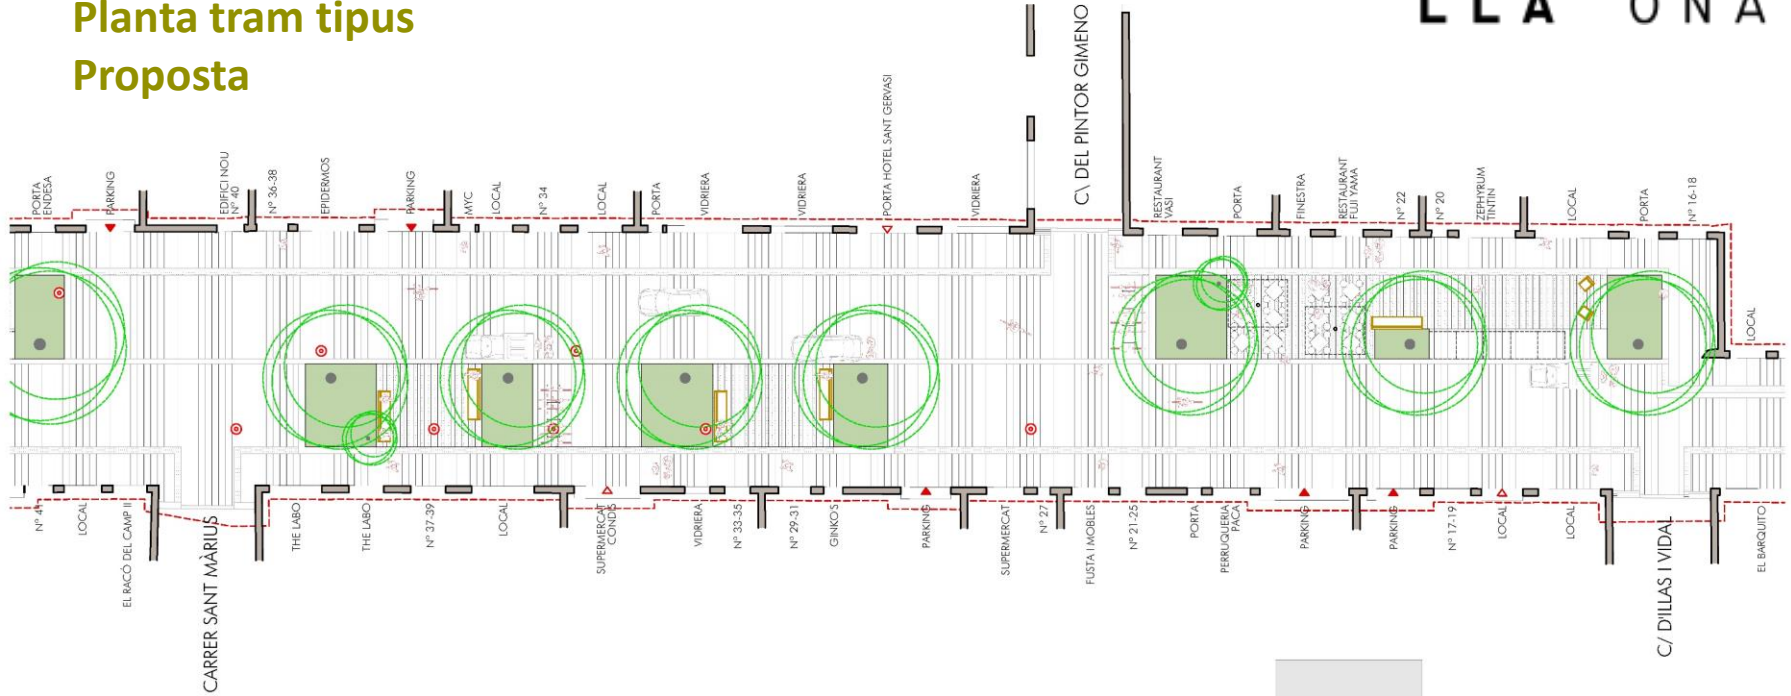 Planta tram tipus
Proposta
LLA ONA
PORTA
ENDESA
PARKING
EDIFICI NOU
Nº 40
Nº 36-38
EPIDERMOS
PARKING
MYC
LOCAL
Nº 34
LOCAL
PORTA
VIDRIERA
VIDRIERA
PORTA HOTEL SANT GERVASI
VIDRIERA
C\ DEL PINTOR GIMENO
RESTAURANT
VASI
PORTA
FINESTRA
RESTAURANT
FUJI YAMA
Nº 22
Nº 20
ZEPHYRUM
TINTIN
LOCAL
PORTA
Nº 16-18
LOCAL
Nº 41
LOCAL
EL RACÓ DEL CAMP II
CARRER SANT MÀRIUS
THE LABO
THE LABO
Nº 37-39
LOCAL
SUPERMERCAT
CONDIS
VIDRIERA
Nº 33-35
Nº 29-31
GINKO'S
PARKING
SUPERMERCAT
Nº 27
FUSTA I MOBLES
Nº 21-25
PORTA
PERRUQUERIA
PACA
PARKING
PARKING
Nº 17-19
LOCAL
LOCAL
C/ D'ILLAS I VIDAL
EL BARQUITO